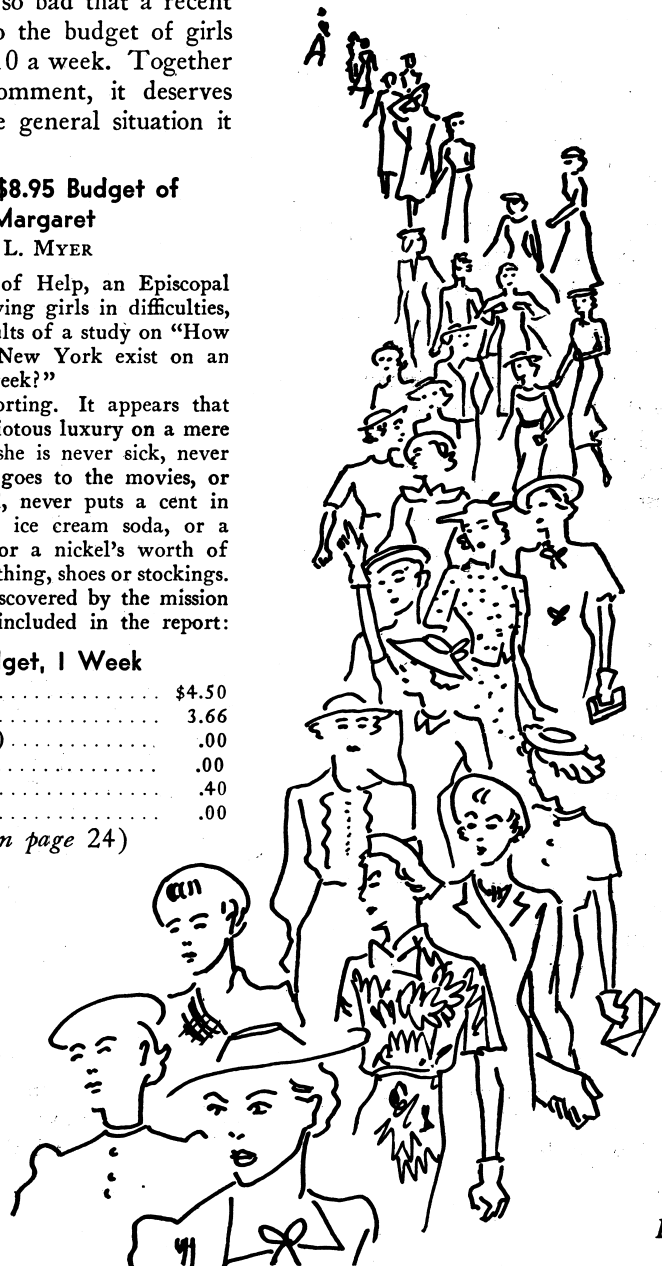 so bad that a recent
the budget of girls
0 a week. Together
omment, it deserves
general situation it
$8.95 Budget of
Margaret
L. MYER
of Help, an Episcopal
ving girls in difficulties,
ults of a study on “How
New York exist on an
eek?”
orting. It appears that
iotous luxury on a mere
she is never sick, never
goes to the movies, or
, never puts a cent in
ice cream soda, or a
or a nickel's worth of
thing, shoes or stockings.
iscovered by the mission
included in the report:
dget, 1 Week
. . . . . . . . . . . . . $4.50
. . . . . . . . . . . . . 3.66
) . . . . . . . . . . . . .00
. . . . . . . . . . . . . .00
. . . . . . . . . . . . . .40
. . . . . . . . . . . . . .00
n page 24)